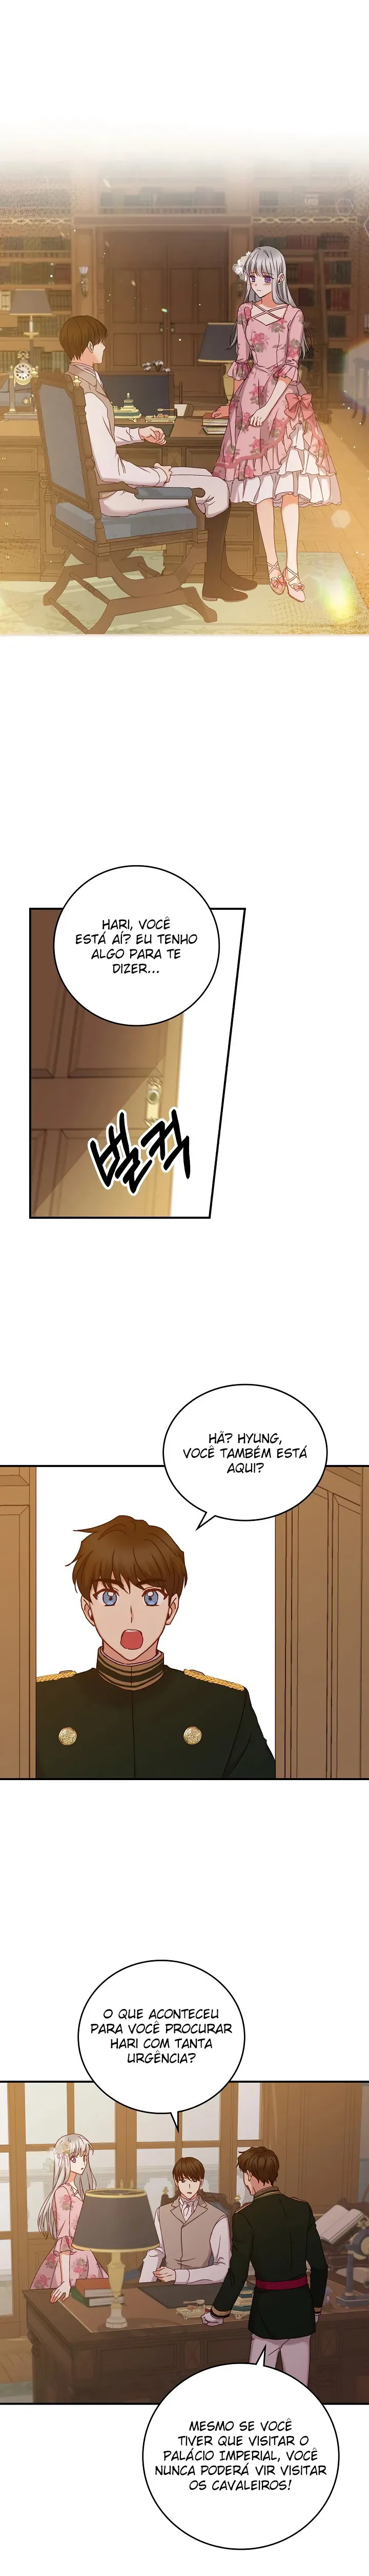 HARI, VOCÊ
ESTÁ AÍ? EU TENHO
ALGO PARA TE
DIZER...
벌컥
HÃ? HYUNG,
VOCÊ TAMBÉM ESTÁ
AQUI?
O QUE ACONTECEU
PARA VOCÊ PROCURAR
HARI COM TANTA
URGÊNCIA?
MESMO SE VOCÊ
TIVER QUE VISITAR O
PALÁCIO IMPERIAL, VOCÊ
NUNCA PODERÁ VIR VISITAR
OS CAVALEIROS!